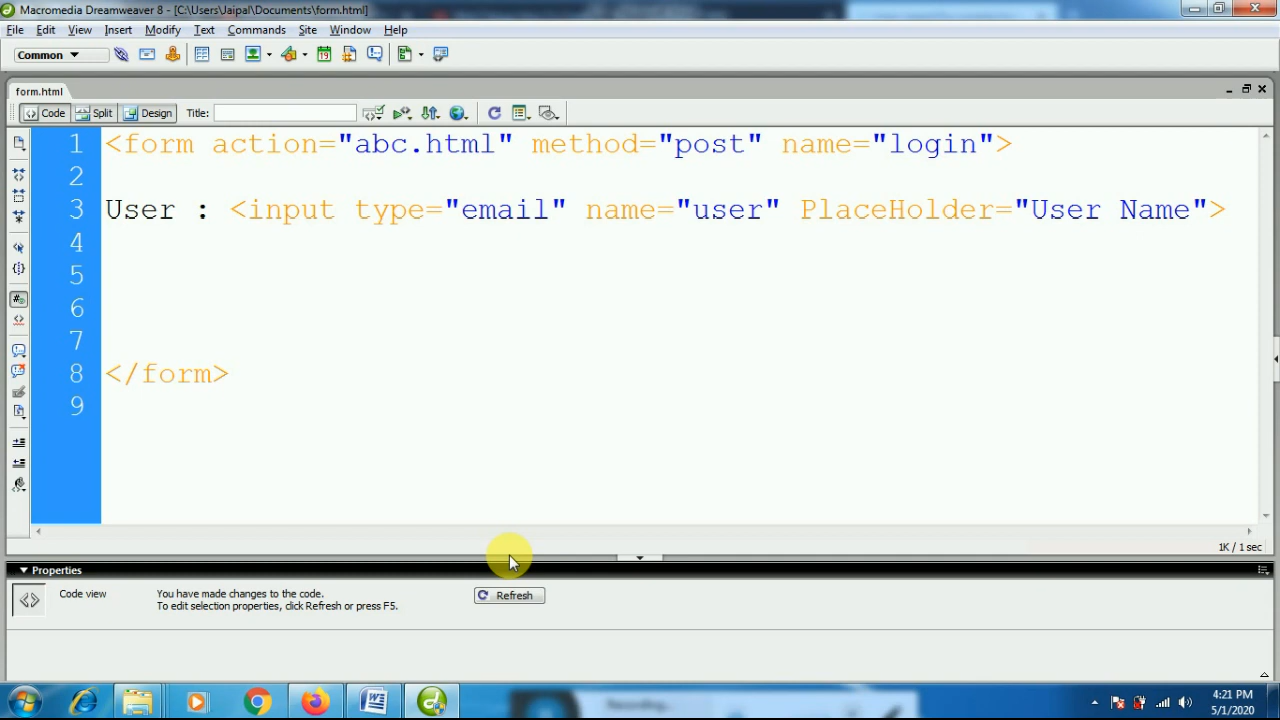 Macromedia Dreamweaver 8 - [C:\Users\Jaipal\Documents\form.html]
File Edit View Insert Modify Text Commands Site Window Help
Common
form.html
Code Split Design Title:
1 <form action="abc.html" method="post" name="login">
2
3 User : <input type="email" name="user" PlaceHolder="User Name">
4
5
6
7
8 </form>
9
1K / 1 sec
Properties
Code view You have made changes to the code. Refresh
To edit selection properties, click Refresh or press F5.
Recording...
4:21 PM
5/1/2020